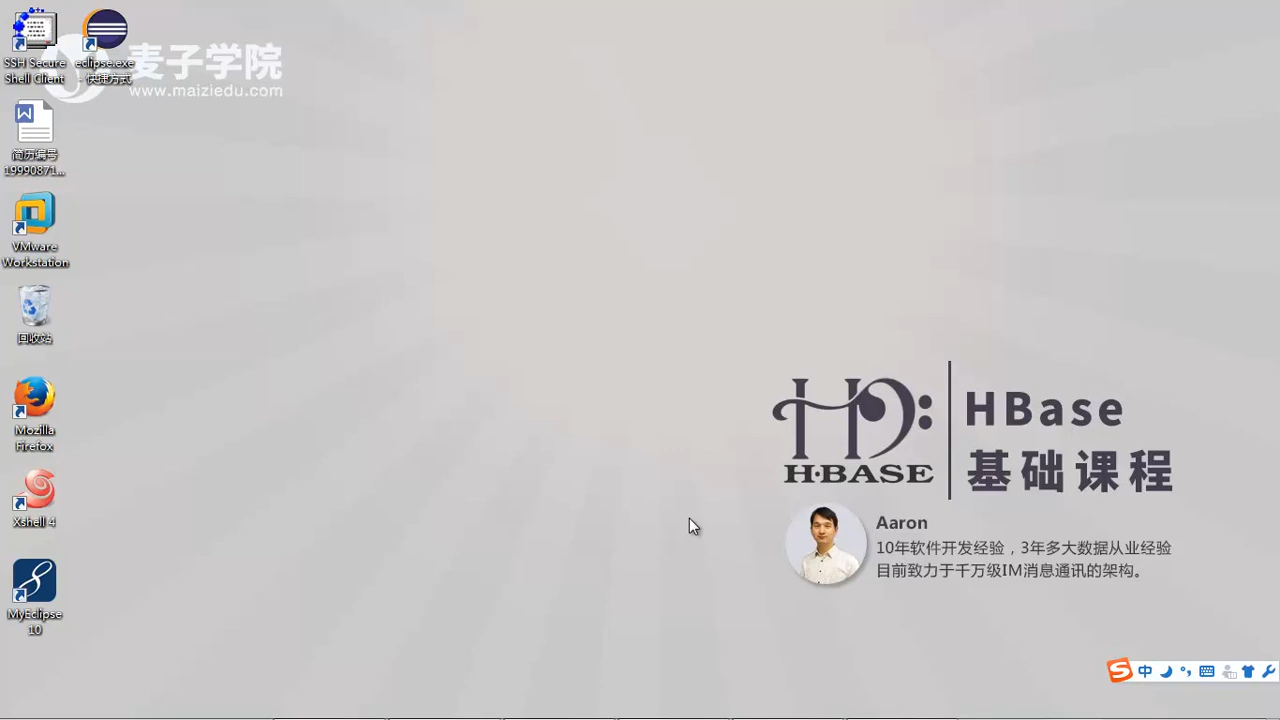 麦子学院
www.maiziedu.com
SSH Secure
Shell Client
eclipse.exe
- 快捷方式
简历编号
19990871...
VMware
Workstation
回收站
Mozilla
Firefox
Xshell 4
MyEclipse
10
H·BASE
HBase
基础课程
Aaron
10年软件开发经验，3年多大数据从业经验
目前致力于千万级IM消息通讯的架构。
中